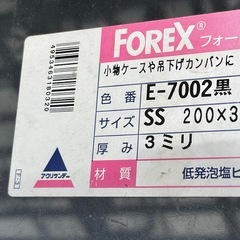 FOREX® フォー
小物ケースや吊下げカンバンに
色番 E-7002黒
サイズ SS 200×3
厚み 3ミリ
材質 低発泡塩ビ
アクリサンデー
4953463180020